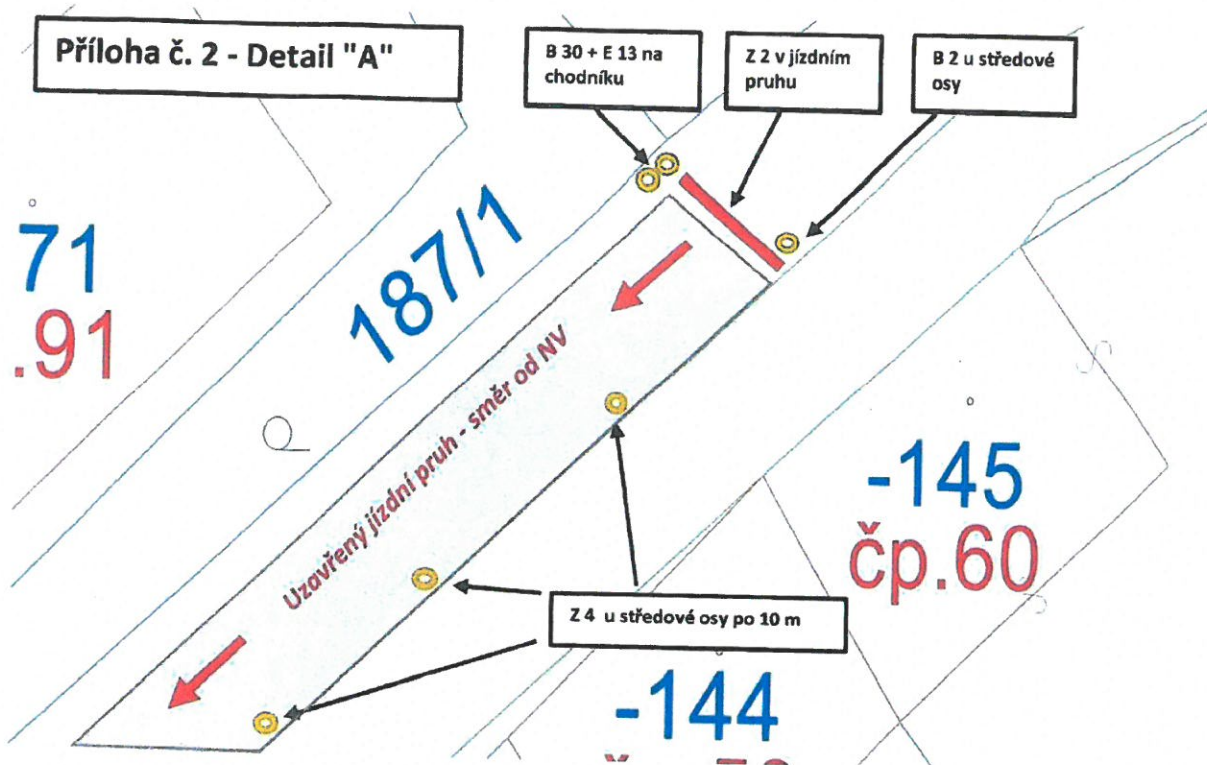 Příloha č. 2 - Detail "A"
B 30 + E 13 na
chodníku
Z 2 v jízdním
pruhu
B 2 u středové
osy
71
.91
187/1
Uzavřený jízdní pruh - směr od NV
-145
čp.60
Z 4 u středové osy po 10 m
-144